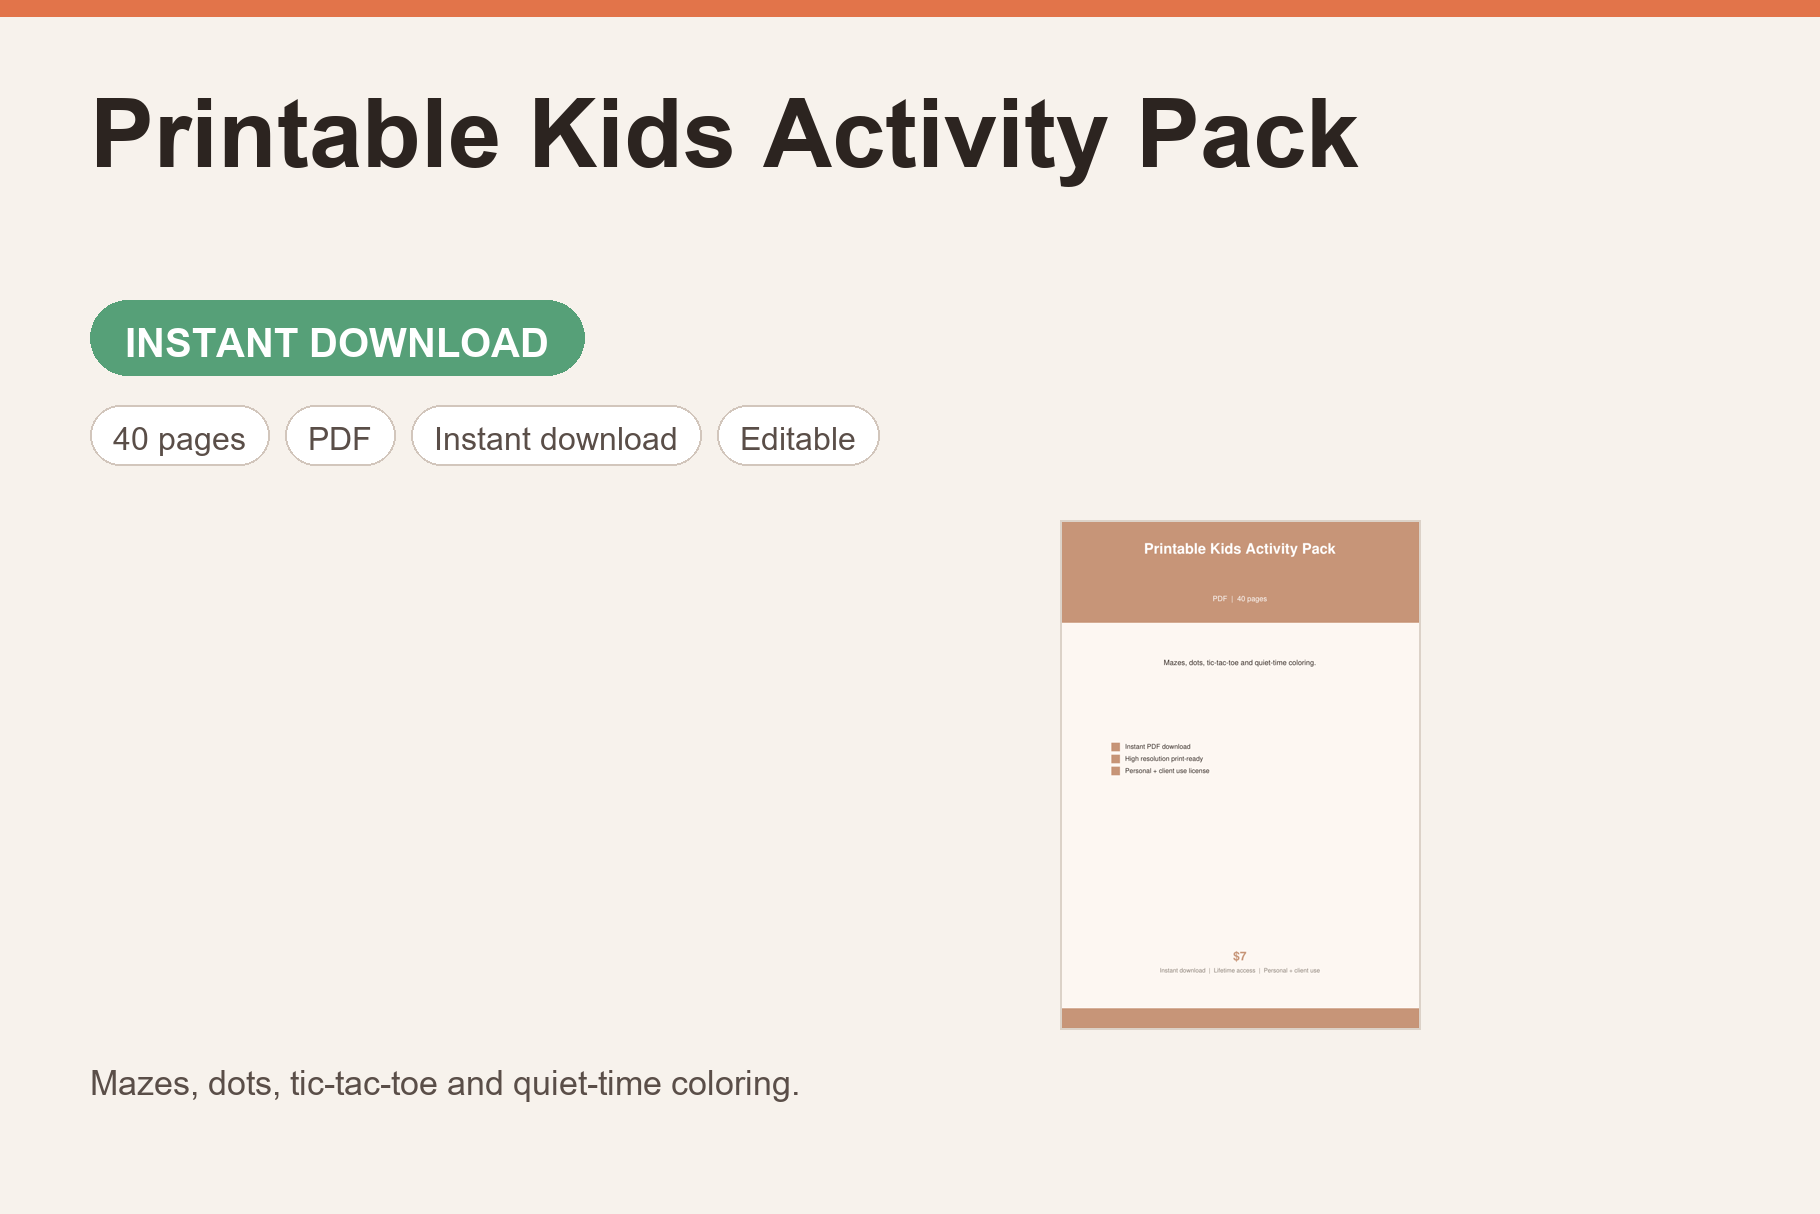 Printable Kids Activity Pack
INSTANT DOWNLOAD
40 pages
PDF
Instant download
Editable
Printable Kids Activity Pack
PDF | 40 pages
Mazes, dots, tic-tac-toe and quiet-time coloring.
Instant PDF download
High resolution print-ready
Personal + client use license
$7
Instant download | Lifetime access | Personal + client use
Mazes, dots, tic-tac-toe and quiet-time coloring.